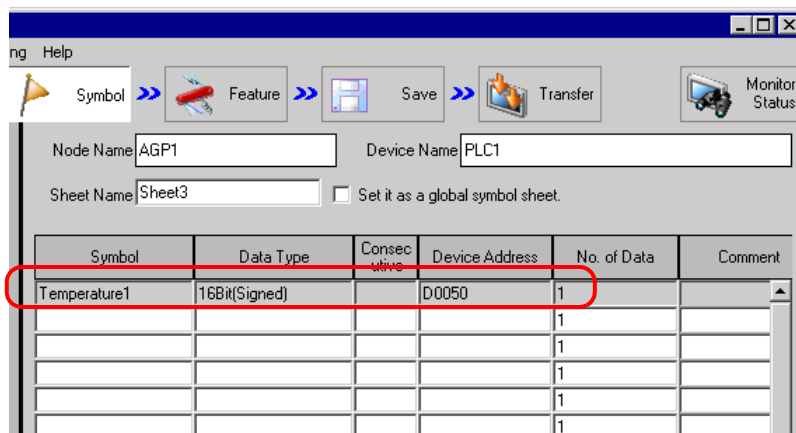 ng Help
Symbol >> Feature >> Save >> Transfer Monitor Status
Node Name AGP1 Device Name PLC1
Sheet Name Sheet3 Set it as a global symbol sheet.
Symbol Data Type Consecutive Device Address No. of Data Comment
Temperature1 16Bit(Signed) D0050 1
1
1
1
1
1